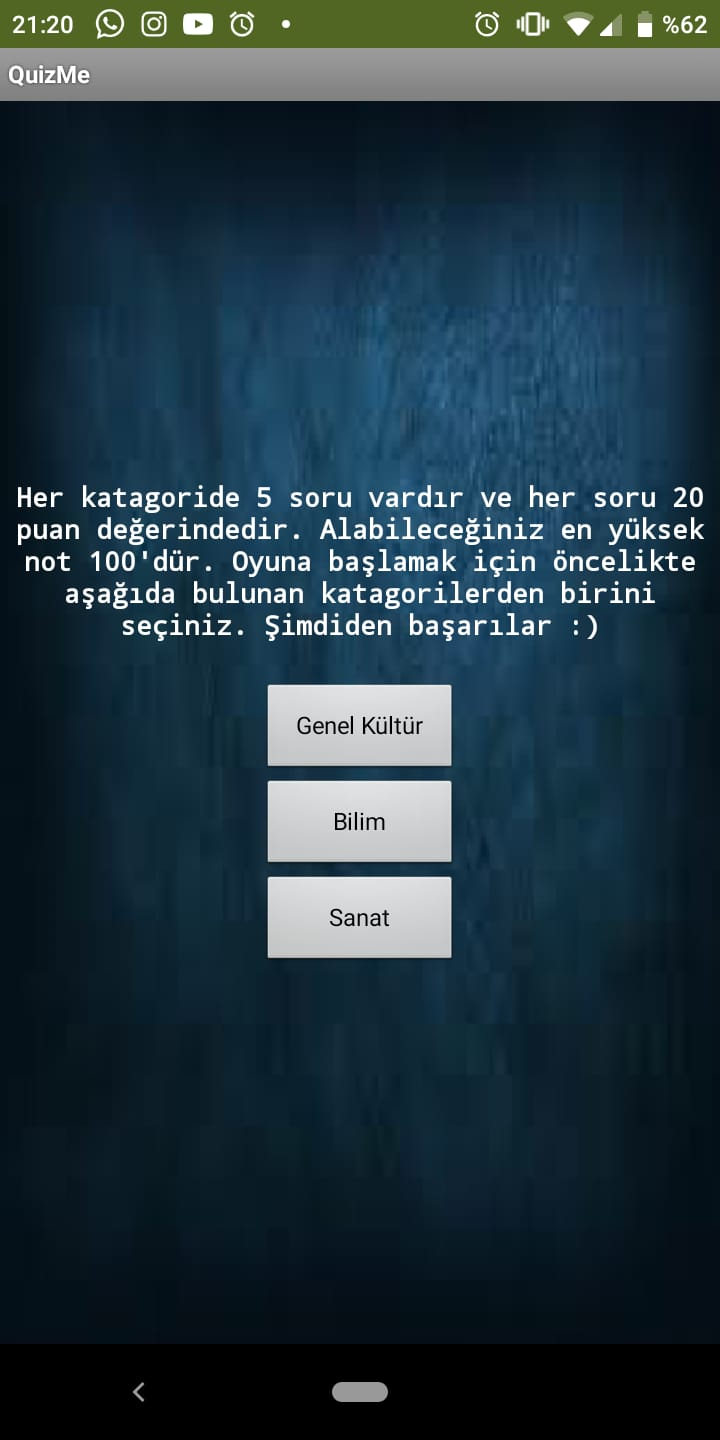 21:20 %62
QuizMe
Her katagoride 5 soru vardır ve her soru 20
puan değerindedir. Alabileceğiniz en yüksek
not 100'dür. Oyuna başlamak için öncelikte
aşağıda bulunan katagorilerden birini
seçiniz. Şimdiden başarılar :)
Genel Kültür
Bilim
Sanat